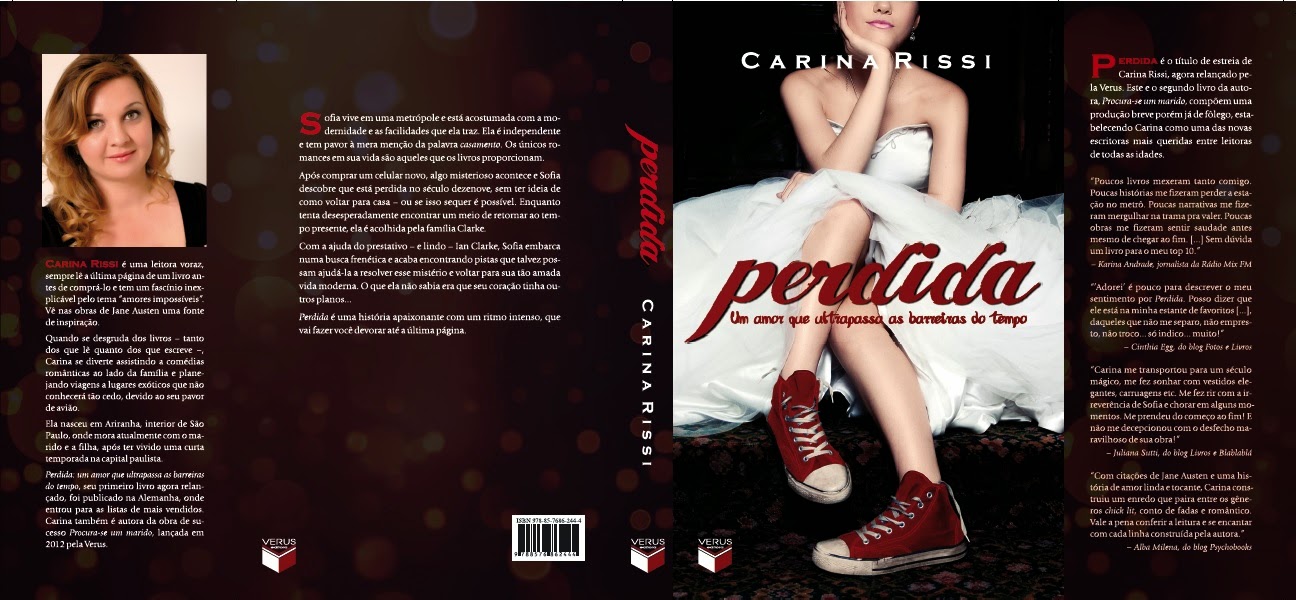 CARINA RISSI é uma leitora voraz,
sempre lê a última página de um livro an-
tes de comprá-lo e tem um fascínio inex-
plicável pelo tema "amores impossíveis".
Vê nas obras de Jane Austen uma fonte
de inspiração.
Quando se desgruda dos livros – tanto
dos que lê quanto dos que escreve –,
Carina se diverte assistindo a comédias
românticas ao lado da família e plane-
jando viagens a lugares exóticos que não
conhecerá tão cedo, devido ao seu pavor
de avião.
Ela nasceu em Ariranha, interior de São
Paulo, onde mora atualmente com o ma-
rido e a filha, após ter vivido uma curta
temporada na capital paulista.
Perdida: um amor que ultrapassa as barreiras
do tempo, seu primeiro livro agora relan-
çado, foi publicado na Alemanha, onde
entrou para as listas de mais vendidos.
Carina também é autora da obra de su-
cesso Procura-se um marido, lançada em
2012 pela Verus.
Sofia vive em uma metrópole e está acostumada com a mo-
dernidade e as facilidades que ela traz. Ela é independente
e tem pavor à mera menção da palavra casamento. Os únicos ro-
mances em sua vida são aqueles que os livros proporcionam.
Após comprar um celular novo, algo misterioso acontece e Sofia
descobre que está perdida no século dezenove, sem ter ideia de
como voltar para casa – ou se isso sequer é possível. Enquanto
tenta desesperadamente encontrar um meio de retornar ao tem-
po presente, ela é acolhida pela família Clarke.
Com a ajuda do prestativo – e lindo – Ian Clarke, Sofia embarca
numa busca frenética e acaba encontrando pistas que talvez pos-
sam ajudá-la a resolver esse mistério e voltar para sua tão amada
vida moderna. O que ela não sabia era que seu coração tinha ou-
tros planos...
Perdida é uma história apaixonante com um ritmo intenso, que
vai fazer você devorar até a última página.
VERUS
EDITORA
ISBN 978-85-7686-244-4
9 788576 862444
perdida
CARINA RISSI
VERUS
EDITORA
CARINA RISSI
perdida
Um amor que ultrapassa as barreiras do tempo
VERUS
EDITORA
PERDIDA é o título de estreia de
Carina Rissi, agora relançado pe-
la Verus. Este e o segundo livro da auto-
ra, Procura-se um marido, compõem uma
produção breve porém já de fôlego, esta-
belecendo Carina como uma das novas
escritoras mais queridas entre leitoras
de todas as idades.
"Poucos livros mexeram tanto comigo.
Poucas histórias me fizeram perder a esta-
ção no metrô. Poucas narrativas me fize-
ram mergulhar na trama pra valer. Poucas
obras me fizeram sentir saudade antes
mesmo de chegar ao fim. [...] Sem dúvida
um livro para o meu top 10."
– Karina Andrade, jornalista da Rádio Mix FM
"'Adorei' é pouco para descrever o meu
sentimento por Perdida. Posso dizer que
ele está na minha estante de favoritos [...],
daqueles que não me separo, não empres-
to, não troco... só indico... muito!"
– Cinthia Egg, do blog Fotos e Livros
"Carina me transportou para um século
mágico, me fez sonhar com vestidos ele-
gantes, carruagens etc. Me fez rir com a ir-
reverência de Sofia e chorar em alguns mo-
mentos. Me prendeu do começo ao fim! E
não me decepcionou com o desfecho ma-
ravilhoso de sua obra!"
– Juliana Sutti, do blog Livros e Blablablá
"Com citações de Jane Austen e uma his-
tória de amor linda e tocante, Carina cons-
truiu um enredo que paira entre os gêne-
ros chick lit, conto de fadas e romântico.
Vale a pena conferir a leitura e se encantar
com cada linha construída pela autora."
– Alba Milena, do blog Psychobooks